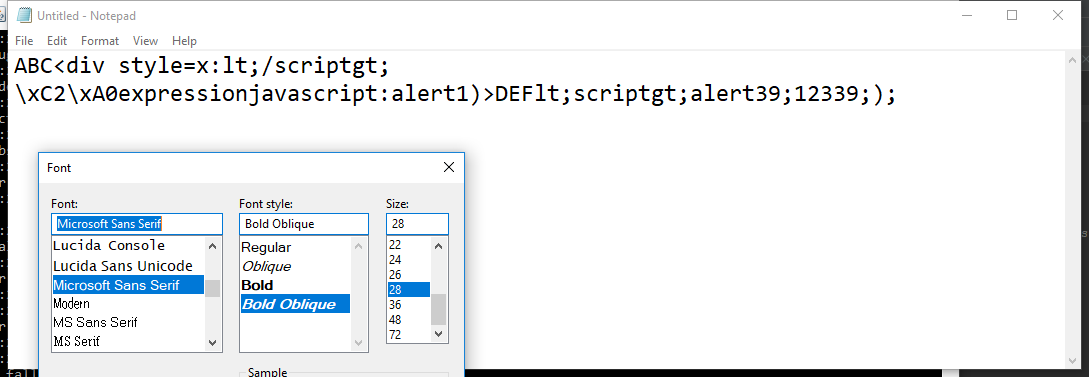 Untitled - Notepad
File Edit Format View Help
ABC<div style=x:lt;/scriptgt;
\xC2\xA0expressionjavascript:alert1)>DEFlt;scriptgt;alert39;12339;);
Font
Font: Font style: Size:
Microsoft Sans Serif Bold Oblique 28
Lucida Console
Lucida Sans Unicode
Microsoft Sans Serif
Modern
MS Sans Serif
MS Serif
Regular
Oblique
Bold
Bold Oblique
22
24
26
28
36
48
72
Sample